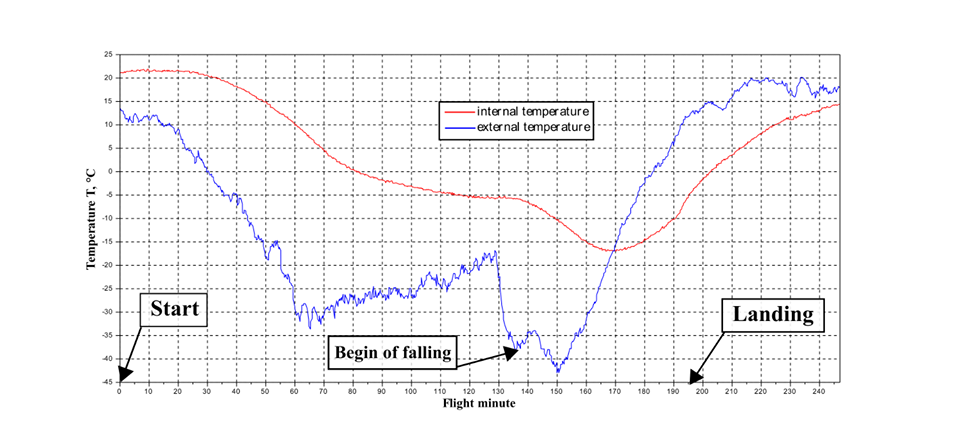 25
20
15
10
5
0
-5
-10
-15
-20
-25
-30
-35
-40
-45
Temperature T, °C
internal temperature
external temperature
Start
Begin of falling
Landing
0 10 20 30 40 50 60 70 80 90 100 110 120 130 140 150 160 170 180 190 200 210 220 230 240
Flight minute